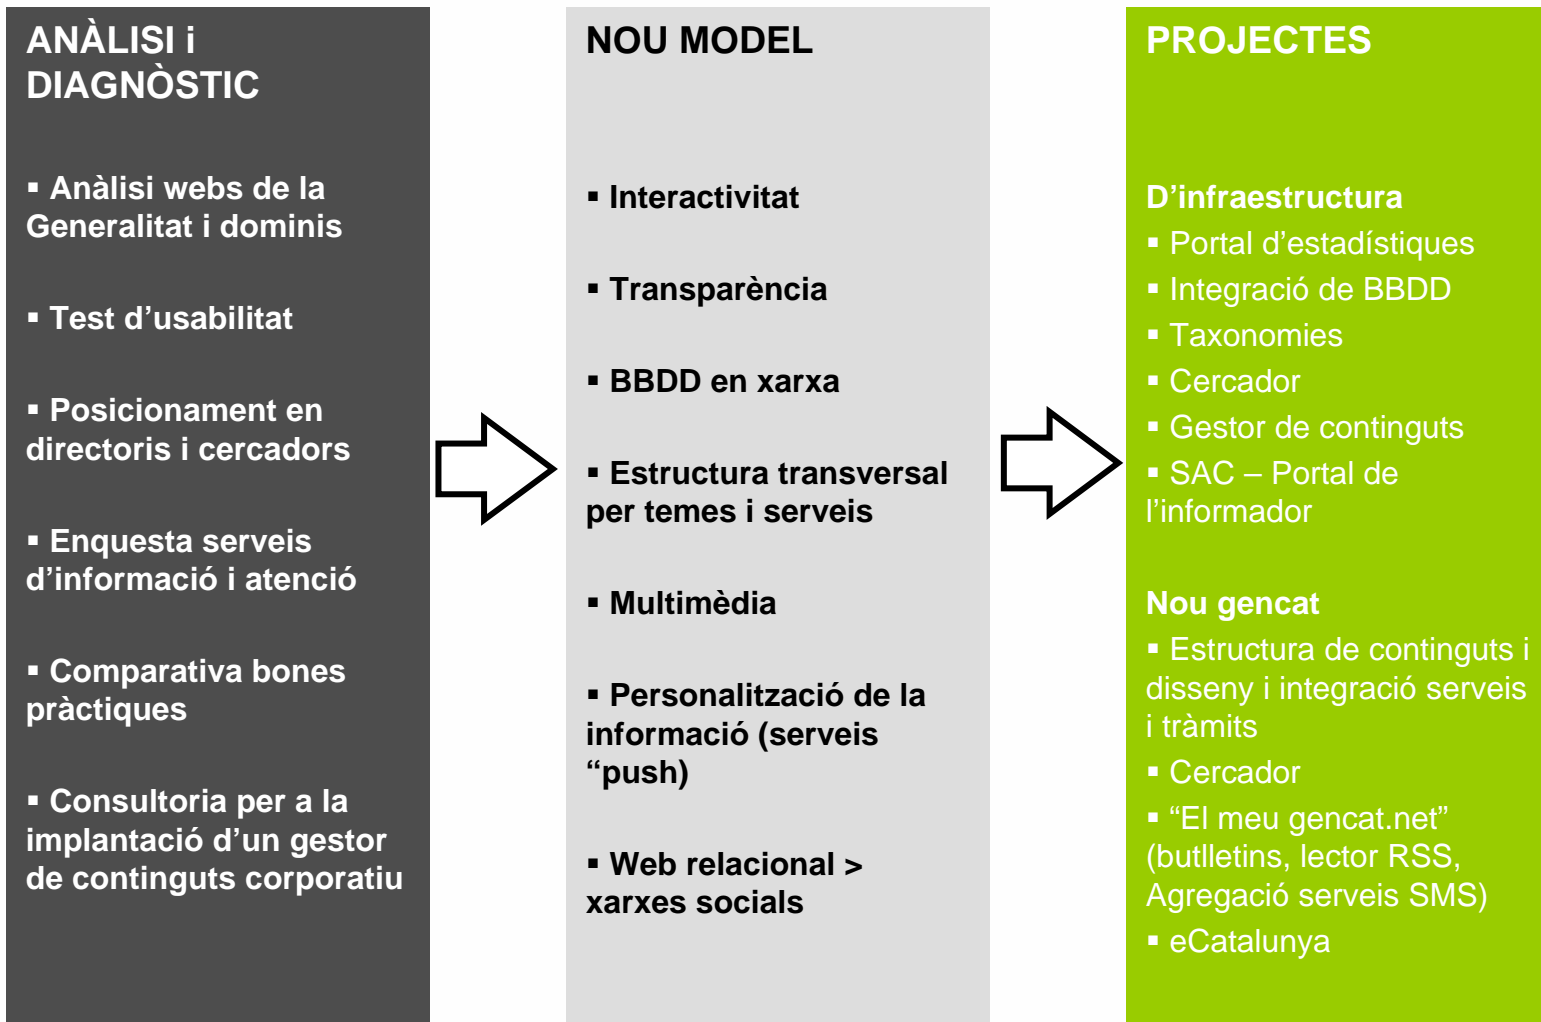 ANÀLISI i
DIAGNÒSTIC
▪ Anàlisi webs de la
Generalitat i dominis
▪ Test d’usabilitat
▪ Posicionament en
directoris i cercadors
▪ Enquesta serveis
d’informació i atenció
▪ Comparativa bones
pràctiques
▪ Consultoria per a la
implantació d’un gestor
de continguts corporatiu
NOU MODEL
▪ Interactivitat
▪ Transparència
▪ BBDD en xarxa
▪ Estructura transversal
per temes i serveis
▪ Multimèdia
▪ Personalització de la
informació (serveis
“push)
▪ Web relacional >
xarxes socials
PROJECTES
D’infraestructura
▪ Portal d’estadístiques
▪ Integració de BBDD
▪ Taxonomies
▪ Cercador
▪ Gestor de continguts
▪ SAC – Portal de
l’informador
Nou gencat
▪ Estructura de continguts i
disseny i integració serveis
i tràmits
▪ Cercador
▪ “El meu gencat.net”
(butlletins, lector RSS,
Agregació serveis SMS)
▪ eCatalunya